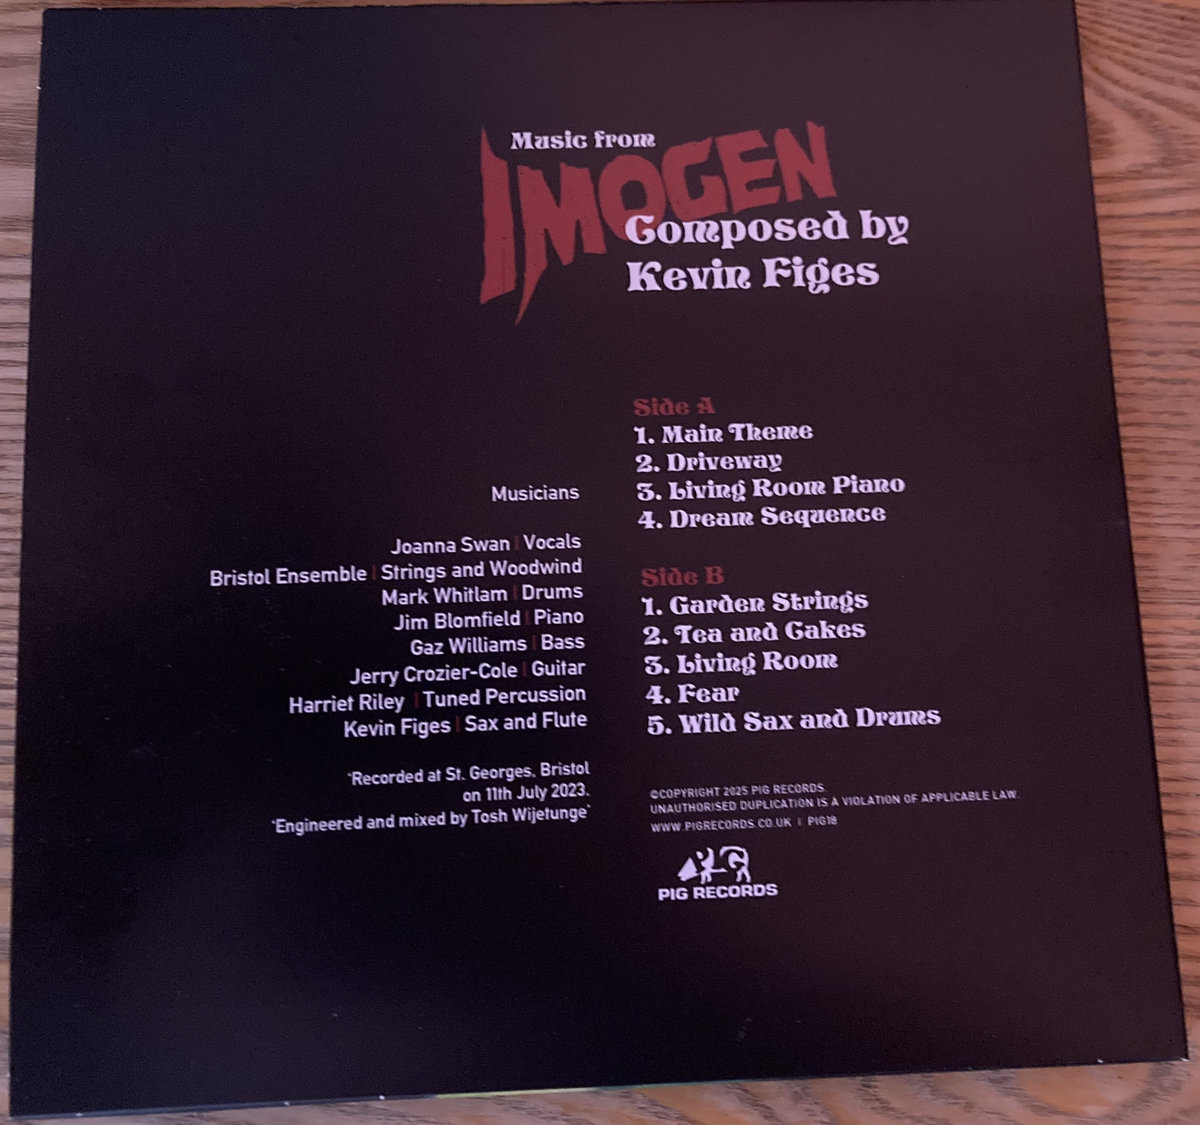 Music from
IMOGEN
Composed by
Kevin Figes
Side A
1. Main Theme
2. Driveway
3. Living Room Piano
4. Dream Sequence
Side B
1. Garden Strings
2. Tea and Cakes
3. Living Room
4. Fear
5. Wild Sax and Drums
Musicians
Joanna Swan | Vocals
Bristol Ensemble | Strings and Woodwind
Mark Whitlam | Drums
Jim Blomfield | Piano
Gaz Williams | Bass
Jerry Crozier-Cole | Guitar
Harriet Riley | Tuned Percussion
Kevin Figes | Sax and Flute
'Recorded at St. Georges, Bristol
on 11th July 2023.
'Engineered and mixed by Tosh Wijetunge'
©COPYRIGHT 2025 PIG RECORDS.
UNAUTHORISED DUPLICATION IS A VIOLATION OF APPLICABLE LAW.
WWW.PIGRECORDS.CO.UK | PIG18
PIG
PIG RECORDS